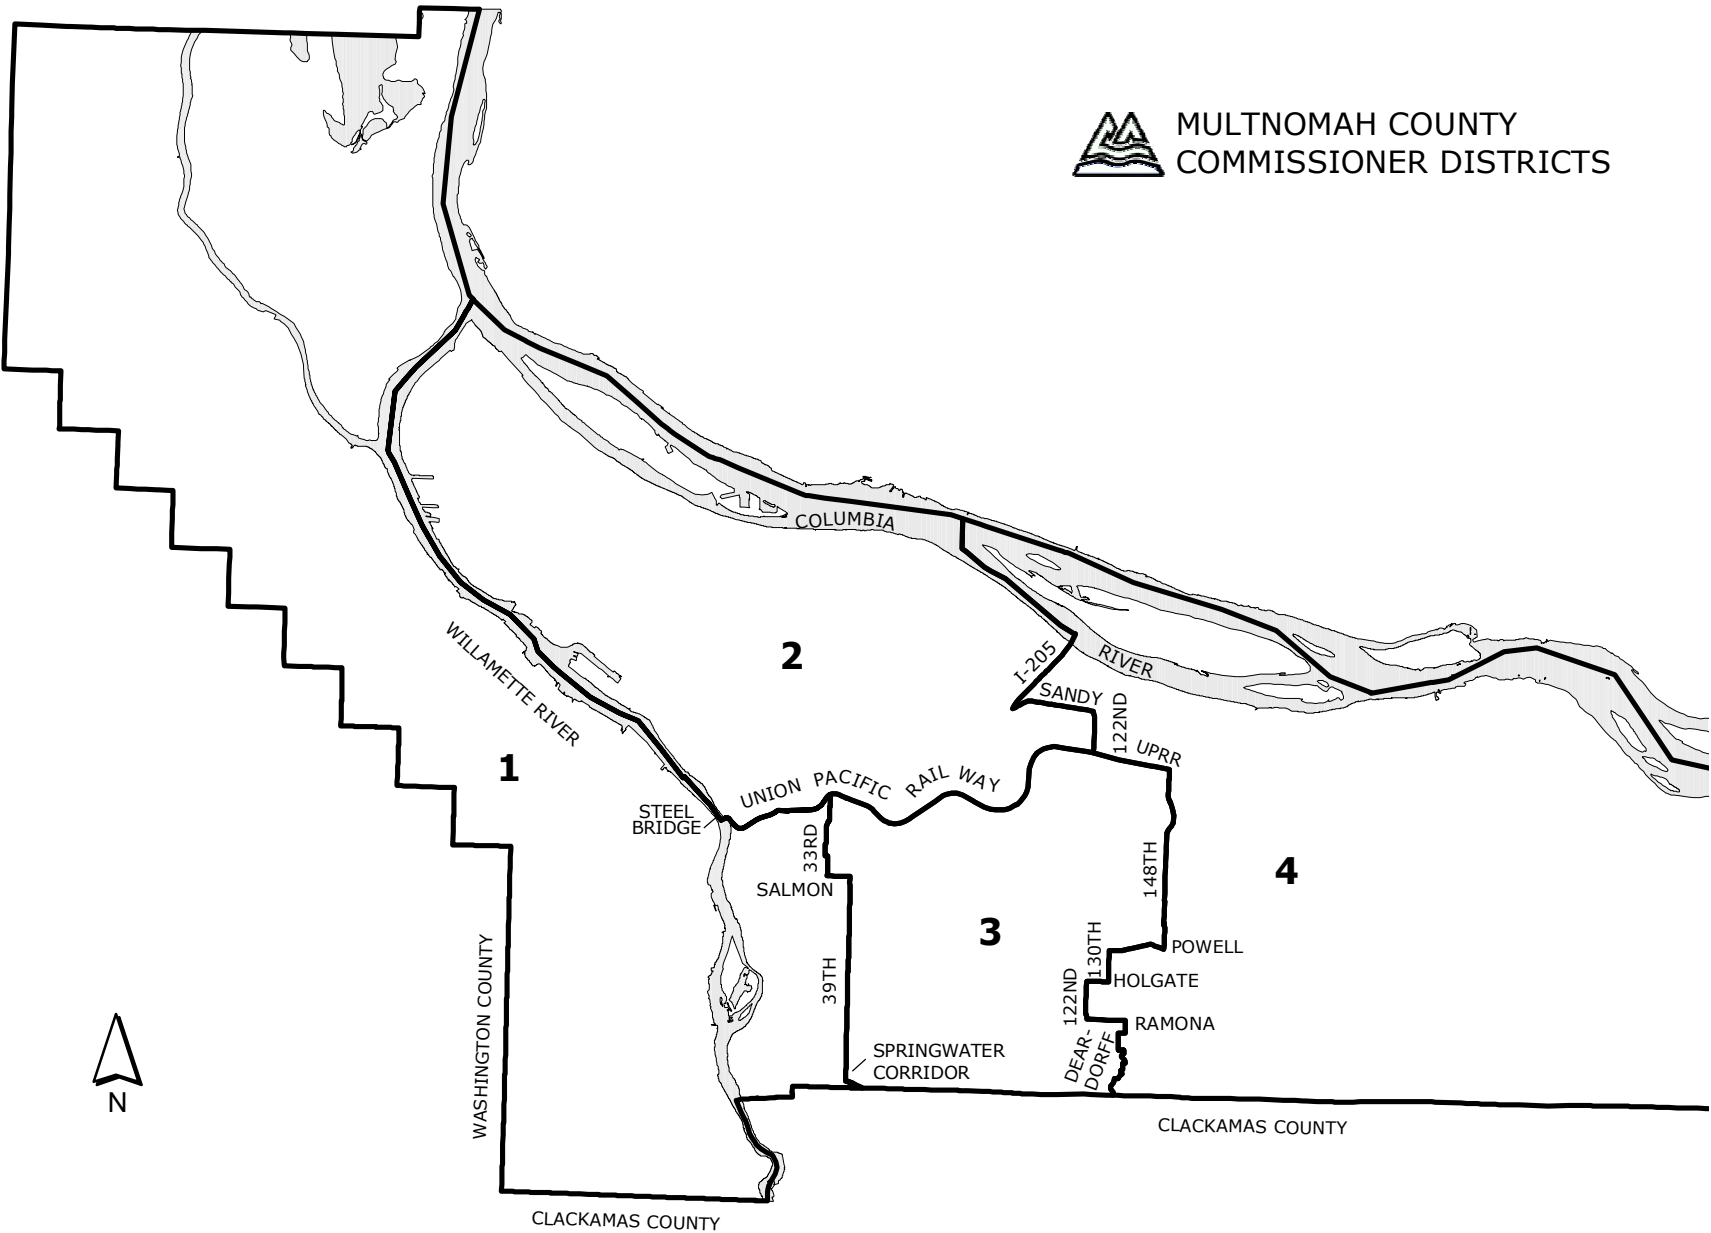 MULTNOMAH COUNTY
COMMISSIONER DISTRICTS
COLUMBIA
RIVER
2
I-205
SANDY
122ND
UPRR
WILLAMETTE RIVER
1
UNION PACIFIC RAIL WAY
STEEL
BRIDGE
33RD
SALMON
148TH
4
3
39TH
130TH
POWELL
HOLGATE
122ND
RAMONA
DEAR-
DORFF
SPRINGWATER
CORRIDOR
WASHINGTON COUNTY
N
CLACKAMAS COUNTY
CLACKAMAS COUNTY